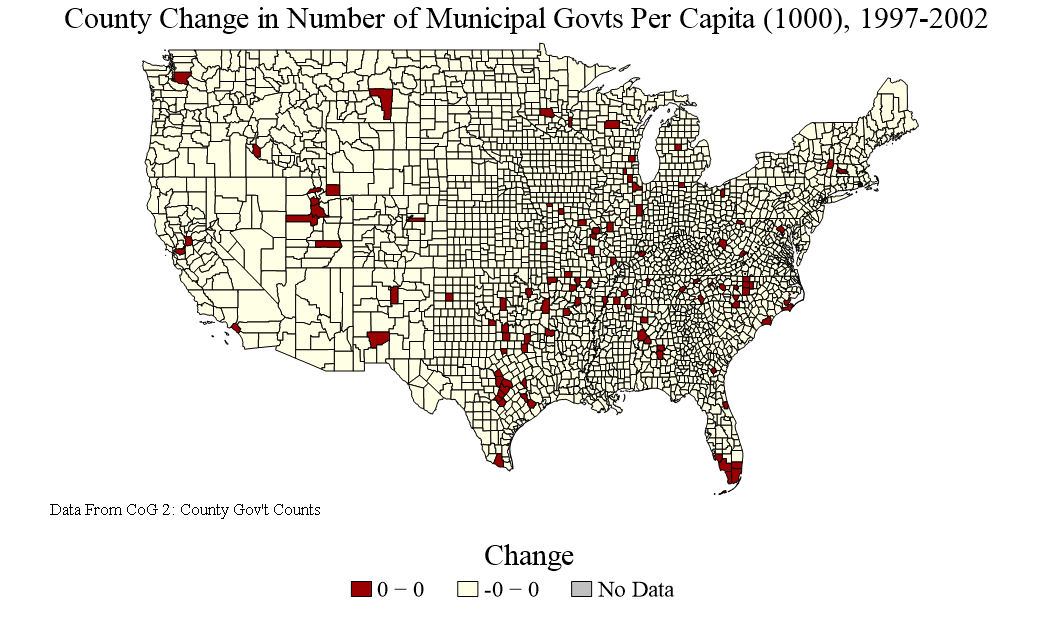 County Change in Number of Municipal Govts Per Capita (1000), 1997-2002
Data From CoG 2: County Gov't Counts
Change
0 − 0
-0 − 0
No Data